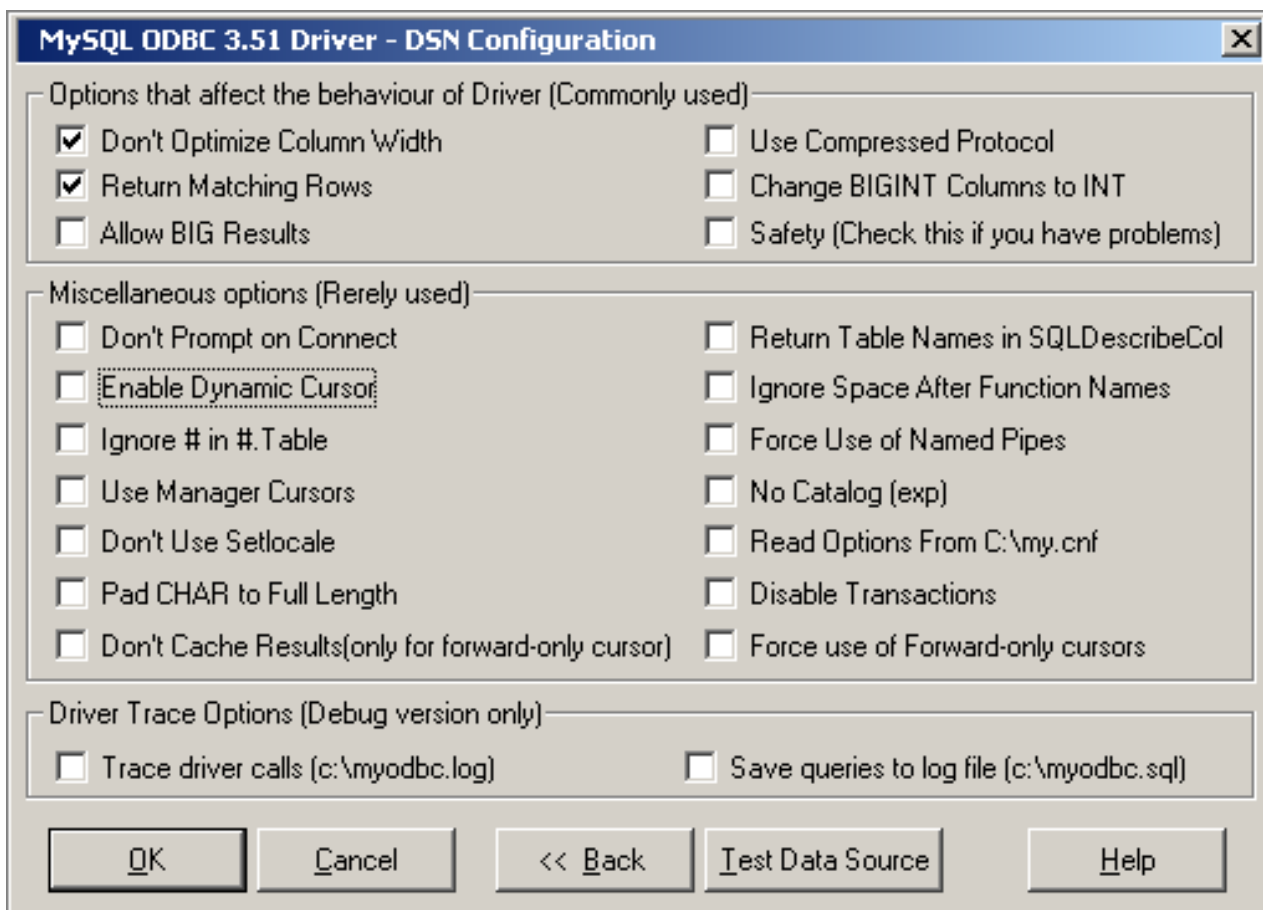 MySQL ODBC 3.51 Driver - DSN Configuration
Options that affect the behaviour of Driver (Commonly used)
Don't Optimize Column Width
Use Compressed Protocol
Return Matching Rows
Change BIGINT Columns to INT
Allow BIG Results
Safety (Check this if you have problems)
Miscellaneous options (Rerely used)
Don't Prompt on Connect
Return Table Names in SQLDescribeCol
Enable Dynamic Cursor
Ignore Space After Function Names
Ignore # in #.Table
Force Use of Named Pipes
Use Manager Cursors
No Catalog (exp)
Don't Use Setlocale
Read Options From C:\my.cnf
Pad CHAR to Full Length
Disable Transactions
Don't Cache Results(only for forward-only cursor)
Force use of Forward-only cursors
Driver Trace Options (Debug version only)
Trace driver calls (c:\myodbc.log)
Save queries to log file (c:\myodbc.sql)
OK
Cancel
<< Back
Test Data Source
Help